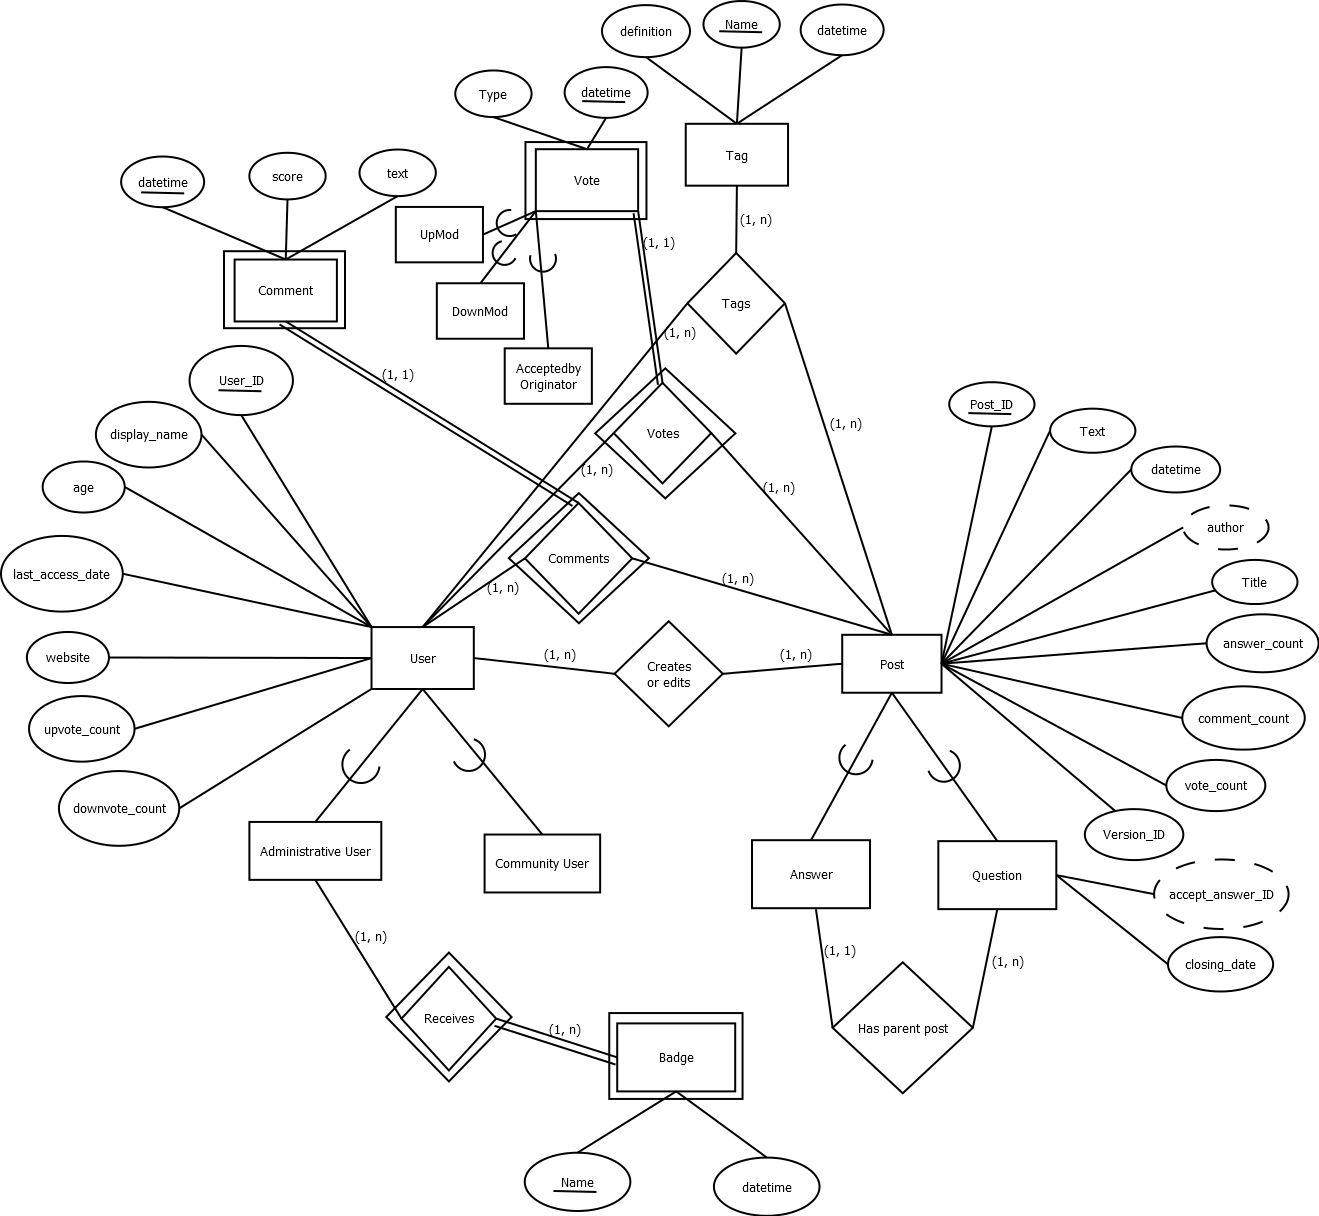 definition
Name
datetime
Type
datetime
Tag
datetime
score
text
Vote
(1, n)
UpMod
(1, 1)
Comment
DownMod
Tags
(1, n)
Acceptedby
Originator
(1, 1)
User_ID
Post_ID
display_name
Votes
(1, n)
Text
age
(1, n)
(1, n)
datetime
author
last_access_date
Comments
(1, n)
(1, n)
Title
website
User
(1, n)
Creates
or edits
(1, n)
Post
answer_count
upvote_count
comment_count
downvote_count
vote_count
Version_ID
Administrative User
Community User
Answer
Question
accept_answer_ID
(1, n)
(1, 1)
(1, n)
closing_date
Receives
(1, n)
Has parent post
Badge
Name
datetime